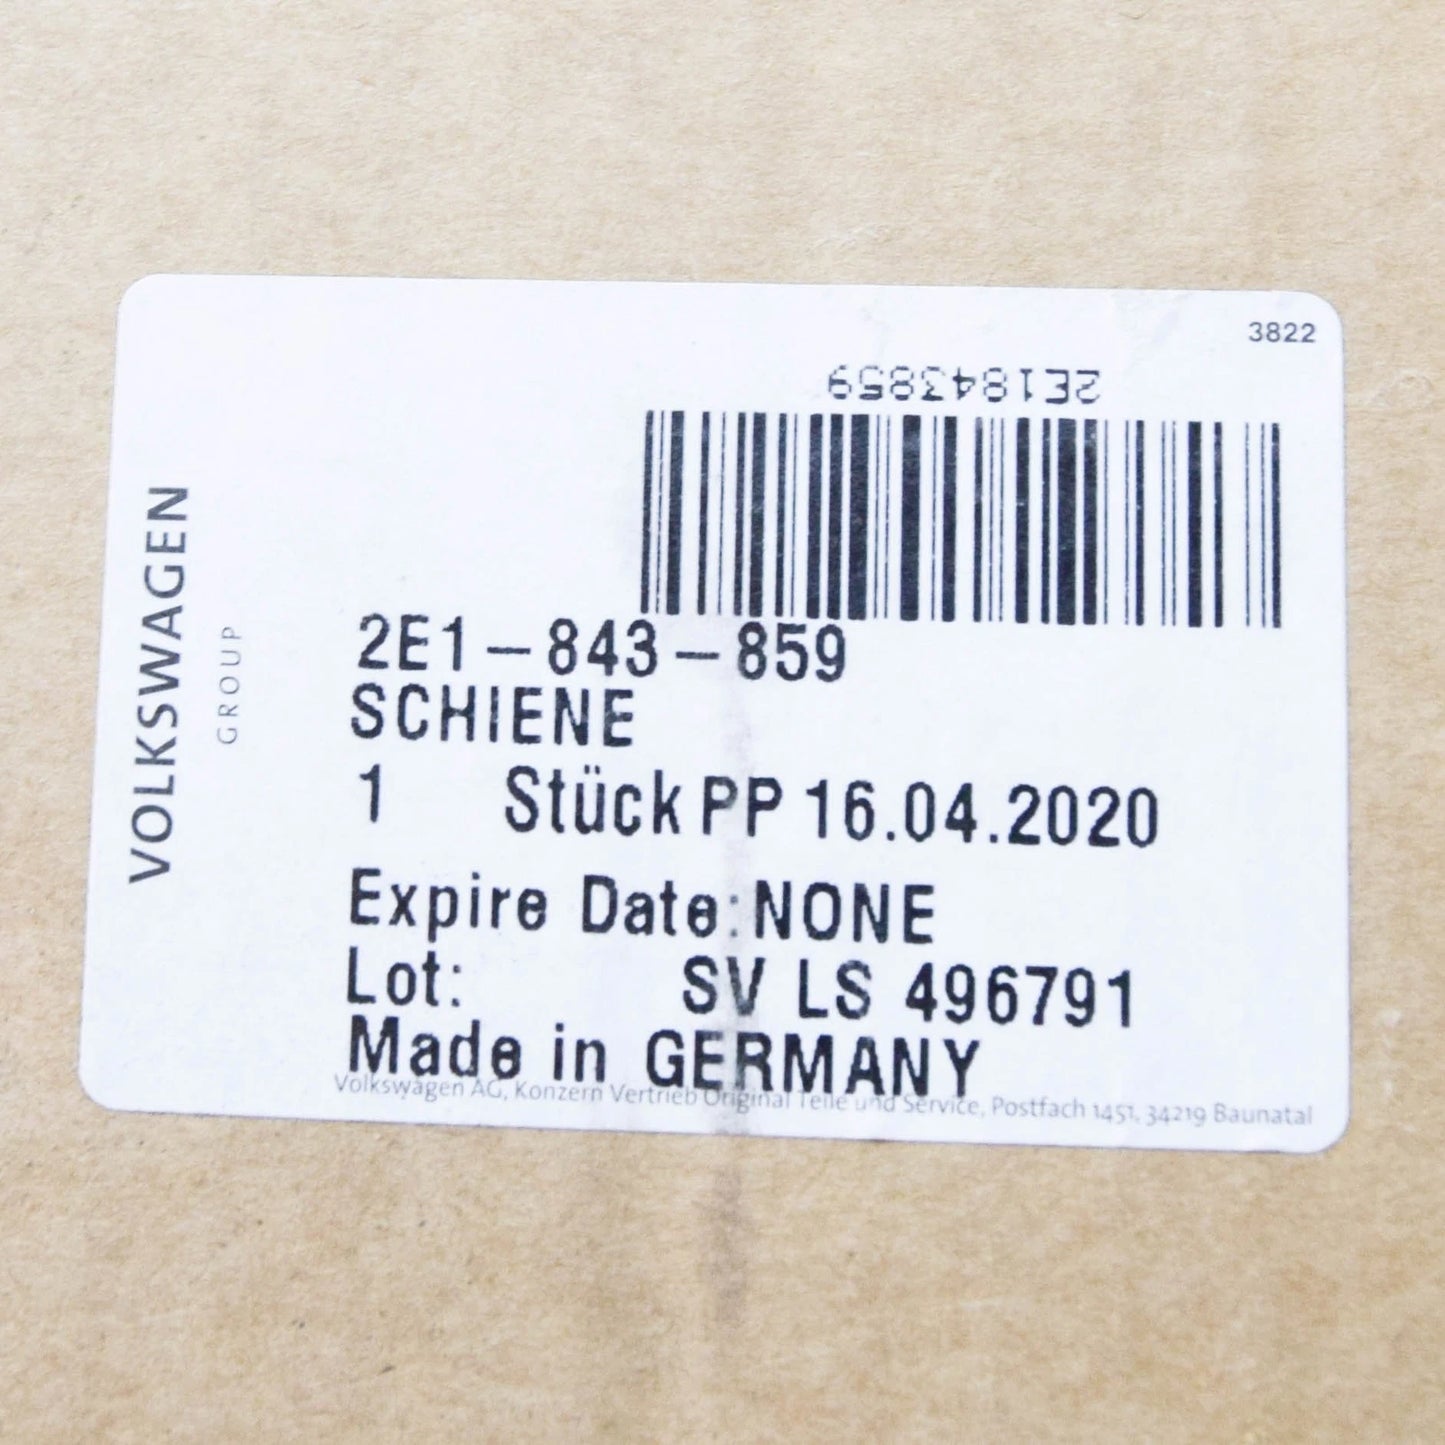 3822
2E1843859
VOLKSWAGEN
GROUP
2E1-843-859
SCHIENE
1 Stück PP 16.04.2020
Expire Date: NONE
Lot: SV LS 496791
Made in GERMANY
Volkswagen AG, Konzern Vertrieb Original Teile und Service, Postfach 1451, 34219 Baunatal